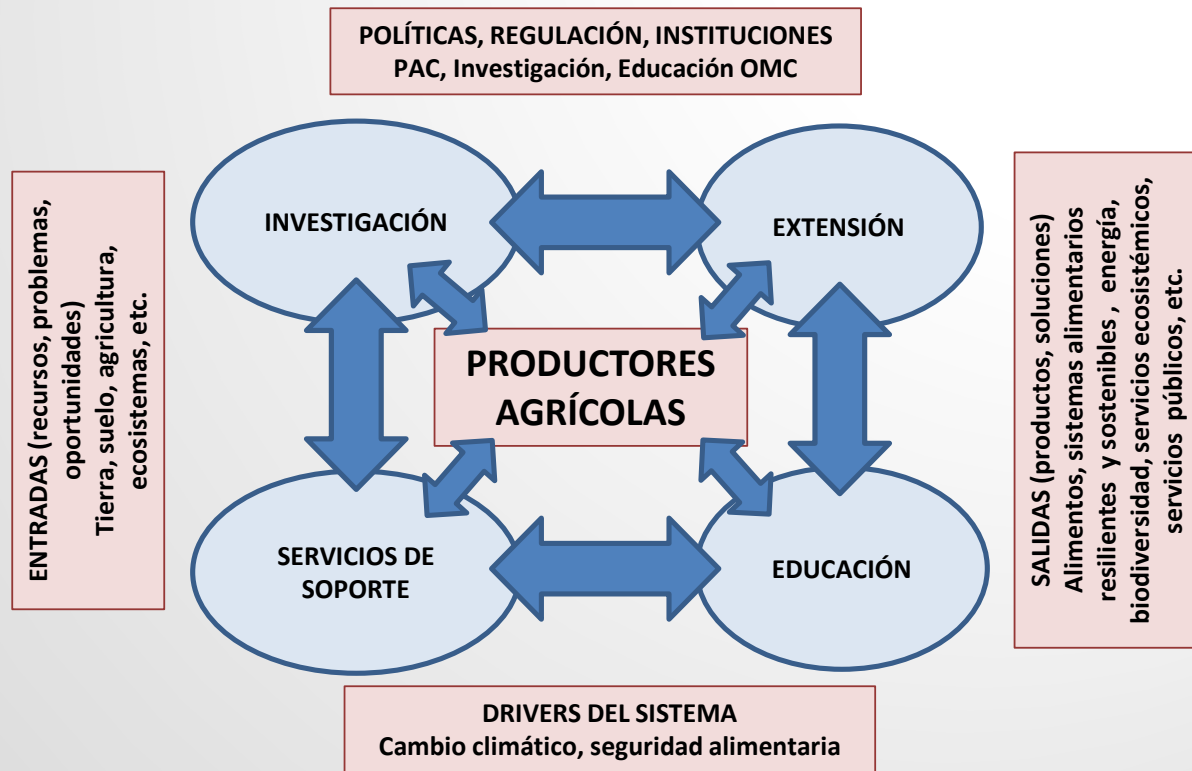 POLÍTICAS, REGULACIÓN, INSTITUCIONES
PAC, Investigación, Educación OMC
ENTRADAS (recursos, problemas,
oportunidades)
Tierra, suelo, agricultura,
ecosistemas, etc.
INVESTIGACIÓN
EXTENSIÓN
PRODUCTORES
AGRÍCOLAS
SERVICIOS DE
SOPORTE
EDUCACIÓN
SALIDAS (productos, soluciones)
Alimentos, sistemas alimentarios
resilientes y sostenibles , energía,
biodiversidad, servicios ecosistémicos,
servicios públicos, etc.
DRIVERS DEL SISTEMA
Cambio climático, seguridad alimentaria